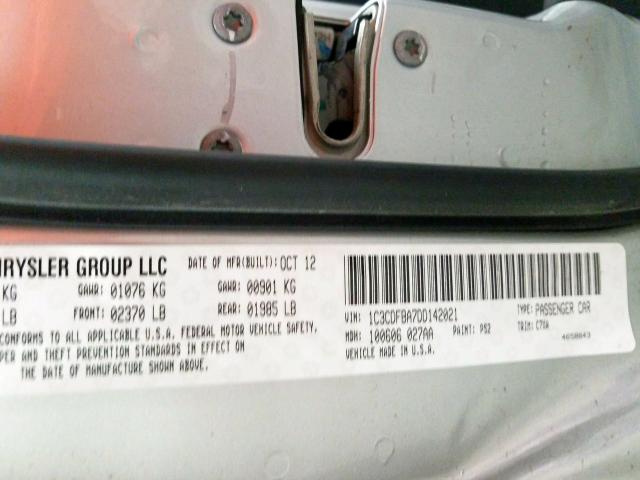 HRYSLER GROUP LLC DATE OF MFR(BUILT): OCT 12
KG GAWR: 01076 KG GAWR: 00901 KG
LB FRONT: 02370 LB REAR: 01985 LB
CONFORMS TO ALL APPLICABLE U.S.A. FEDERAL MOTOR VEHICLE SAFETY,
PER AND THEFT PREVENTION STANDARDS IN EFFECT ON
THE DATE OF MANUFACTURE SHOWN ABOVE.
VIN: 1C3CDFBA7DD142021 TYPE: PASSENGER CAR
MDH: 100606 027AA PAINT: PS2 TRIM: C7XA
VEHICLE MADE IN U.S.A. 4658843